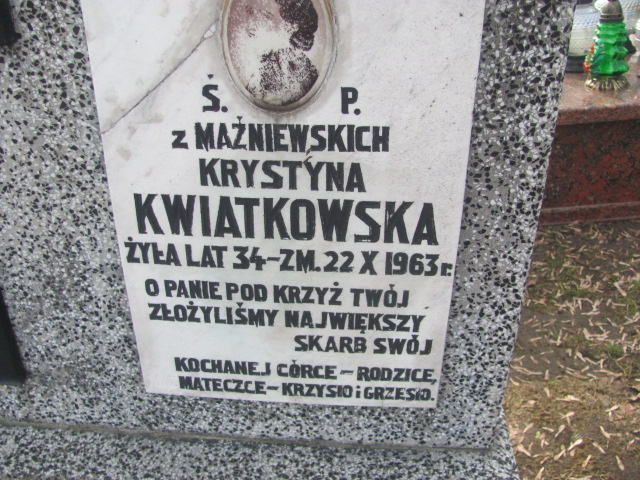 Ś. P.
z MAŹNIEWSKICH
KRYSTYNA
KWIATKOWSKA
ŻYŁA LAT 34 - ZM. 22 X 1963 r.
O PANIE POD KRZYŻ TWÓJ
ZŁOŻYLIŚMY NAJWIĘKSZY
SKARB SWÓJ
KOCHANEJ CÓRCE - RODZICE,
MATECZCE - KRZYSIO i GRZESIO.